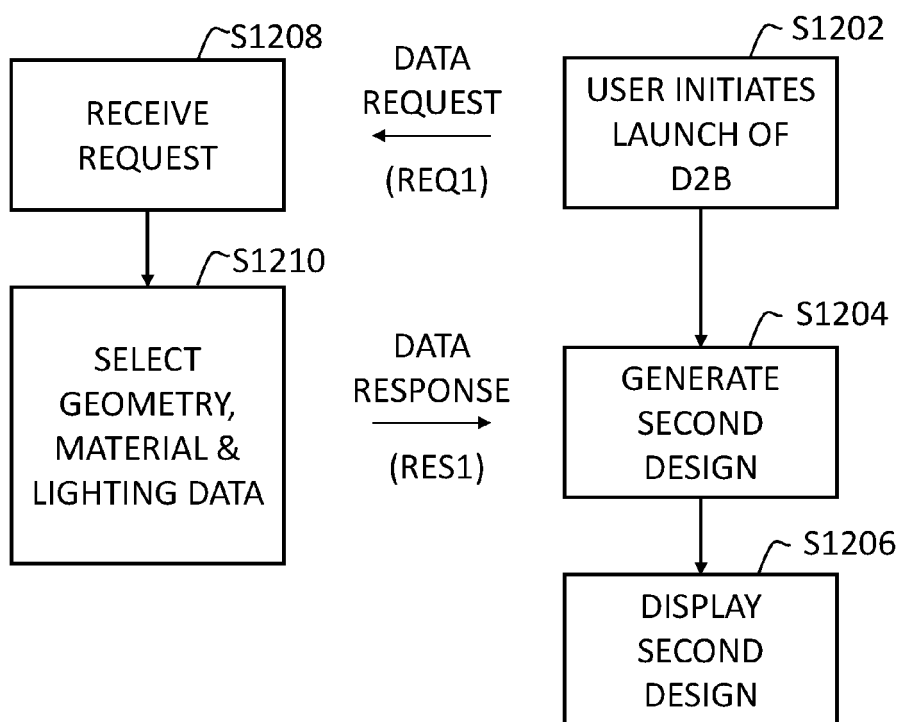 S1208
RECEIVE
REQUEST
DATA
REQUEST
(REQ1)
S1202
USER INITIATES
LAUNCH OF
D2B
S1210
SELECT
GEOMETRY,
MATERIAL &
LIGHTING DATA
DATA
RESPONSE
(RES1)
S1204
GENERATE
SECOND
DESIGN
S1206
DISPLAY
SECOND
DESIGN